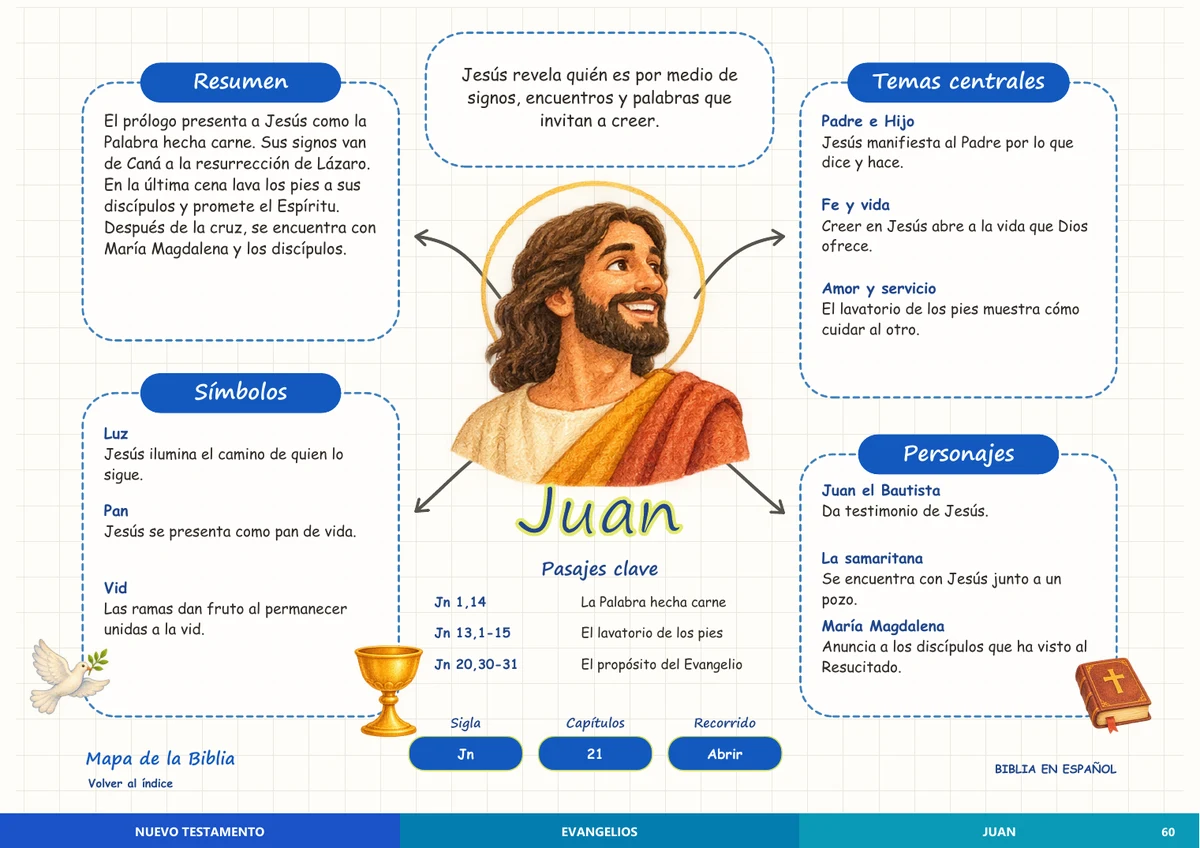 Jesús revela quién es por medio de
signos, encuentros y palabras que
invitan a creer.
Resumen
El prólogo presenta a Jesús como la
Palabra hecha carne. Sus signos van
de Caná a la resurrección de Lázaro.
En la última cena lava los pies a sus
discípulos y promete el Espíritu.
Después de la cruz, se encuentra con
María Magdalena y los discípulos.
Temas centrales
Padre e Hijo
Jesús manifiesta al Padre por lo que
dice y hace.
Fe y vida
Creer en Jesús abre a la vida que Dios
ofrece.
Amor y servicio
El lavatorio de los pies muestra cómo
cuidar al otro.
Símbolos
Luz
Jesús ilumina el camino de quien lo
sigue.
Pan
Jesús se presenta como pan de vida.
Vid
Las ramas dan fruto al permanecer
unidas a la vid.
Juan
Pasajes clave
Jn 1,14 La Palabra hecha carne
Jn 13,1-15 El lavatorio de los pies
Jn 20,30-31 El propósito del Evangelio
Sigla Capítulos Recorrido
Jn 21 Abrir
Personajes
Juan el Bautista
Da testimonio de Jesús.
La samaritana
Se encuentra con Jesús junto a un
pozo.
María Magdalena
Anuncia a los discípulos que ha visto al
Resucitado.
Mapa de la Biblia
Volver al índice
BIBLIA EN ESPAÑOL
NUEVO TESTAMENTO EVANGELIOS JUAN 60